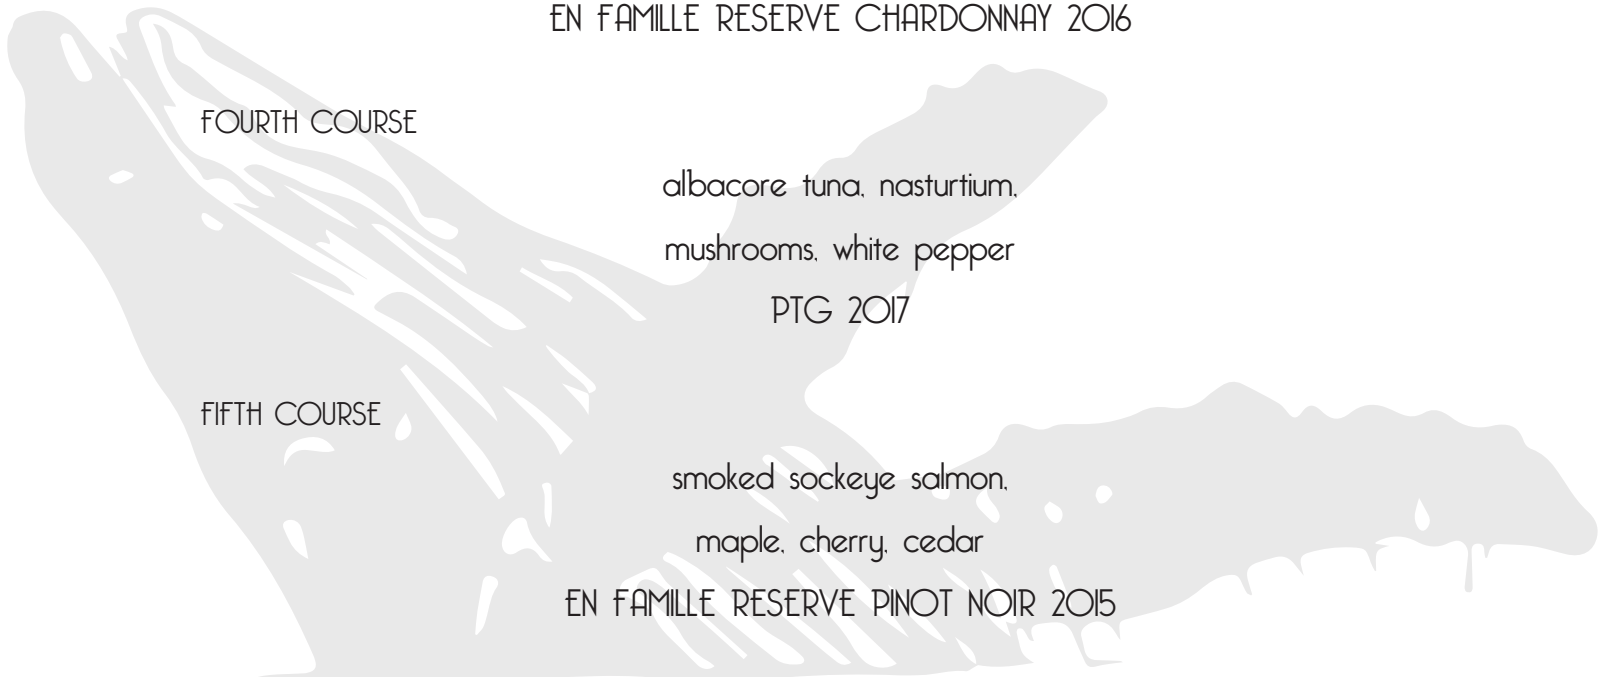 EN FAMILLE RESERVE CHARDONNAY 2016
FOURTH COURSE
albacore tuna, nasturtium,
mushrooms, white pepper
PTG 2017
FIFTH COURSE
smoked sockeye salmon,
maple, cherry, cedar
EN FAMILLE RESERVE PINOT NOIR 2015